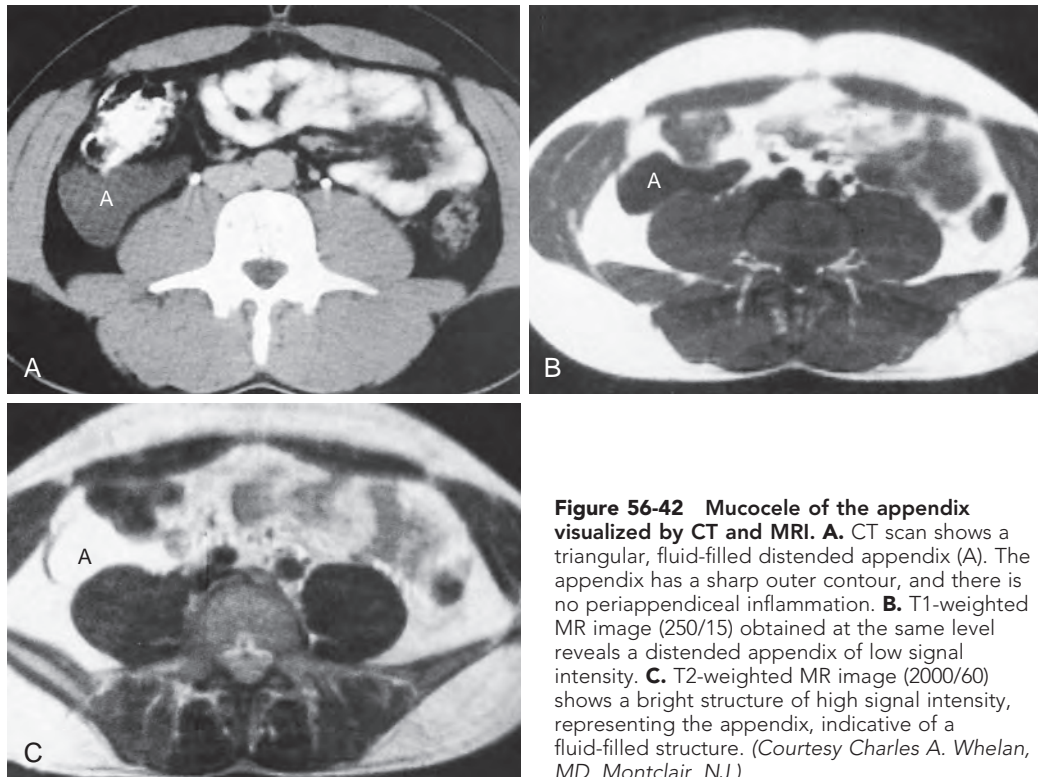 A
A
A
B
A
C
Figure 56-42 Mucocele of the appendix
visualized by CT and MRI. A. CT scan shows a
triangular, fluid-filled distended appendix (A). The
appendix has a sharp outer contour, and there is
no periappendiceal inflammation. B. T1-weighted
MR image (250/15) obtained at the same level
reveals a distended appendix of low signal
intensity. C. T2-weighted MR image (2000/60)
shows a bright structure of high signal intensity,
representing the appendix, indicative of a
fluid-filled structure. (Courtesy Charles A. Whelan,
MD, Montclair, NJ.)